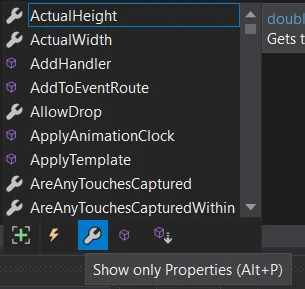 ActualHeight
doubl
ActualWidth
Gets t
AddHandler
AddToEventRoute
AllowDrop
ApplyAnimationClock
ApplyTemplate
AreAnyTouchesCaptured
AreAnyTouchesCapturedWithin
Show only Properties (Alt+P)